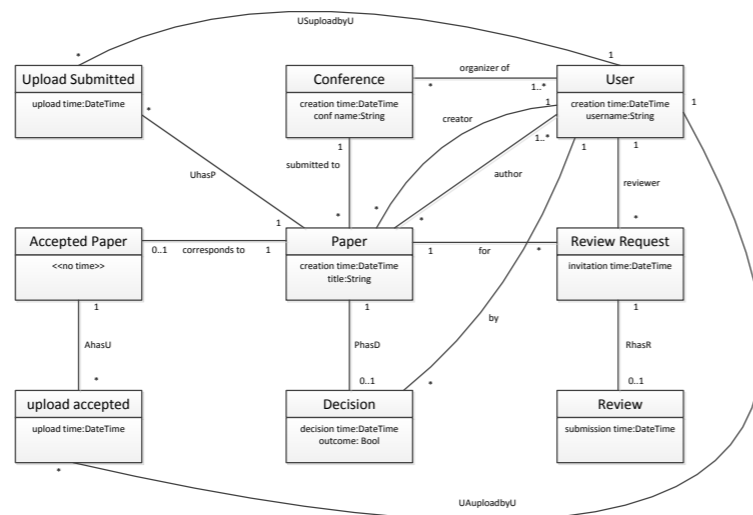 USuploadbyU
*
1
Upload Submitted
upload time:DateTime
*
Conference
creation time:DateTime
conf name:String
1
organizer of
*
1..*
User
creation time:DateTime
username:String
1
1
1..*
1
1
creator
submitted to
author
reviewer
UhasP
1
*
*
*
*
Accepted Paper
<<no time>>
0..1
corresponds to
1
Paper
creation time:DateTime
title:String
1
for
*
Review Request
invitation time:DateTime
1
1
1
AhasU
PhasD
by
RhasR
*
0..1
*
0..1
upload accepted
upload time:DateTime
*
Decision
decision time:DateTime
outcome: Bool
Review
submission time:DateTime
UAuploadbyU